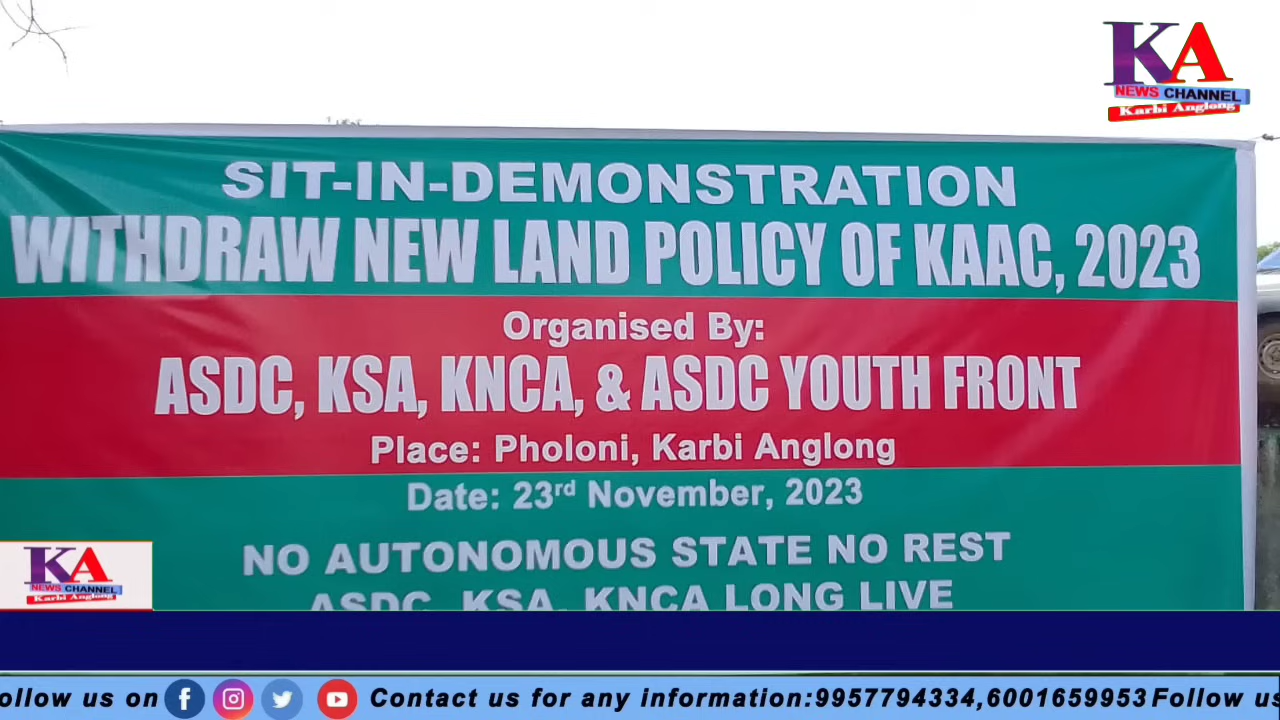 KA
NEWS CHANNEL
Karbi Anglong
SIT-IN-DEMONSTRATION
WITHDRAW NEW LAND POLICY OF KAAC, 2023
Organised By:
ASDC, KSA, KNCA, & ASDC YOUTH FRONT
Place: Pholoni, Karbi Anglong
Date: 23rd November, 2023
NO AUTONOMOUS STATE NO REST
ASDC, KSA, KNCA LONG LIVE
KA
NEWS CHANNEL
Karbi Anglong
ollow us on Contact us for any information:9957794334,6001659953 Follow us